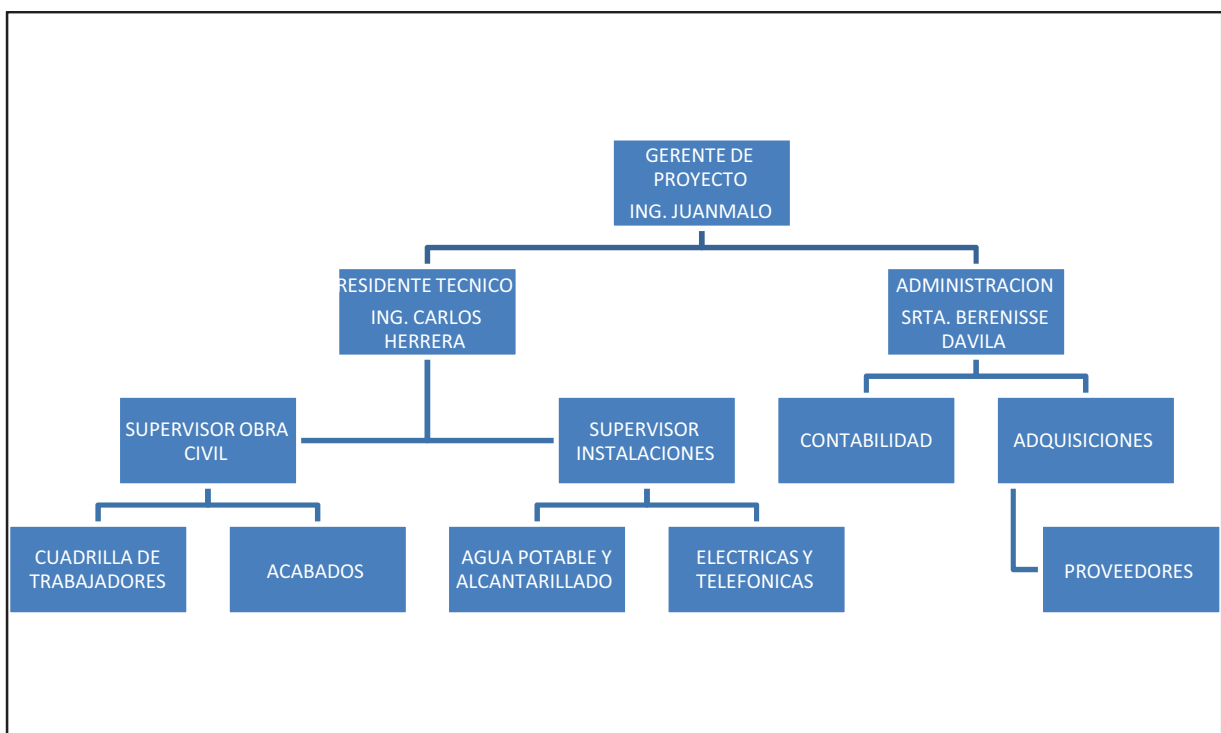 GERENTE DE
PROYECTO
ING. JUANMALO
RESIDENTE TECNICO
ING. CARLOS
HERRERA
ADMINISTRACION
SRTA. BERENISSE
DAVILA
SUPERVISOR OBRA
CIVIL
SUPERVISOR
INSTALACIONES
CONTABILIDAD
ADQUISICIONES
CUADRILLA DE
TRABAJADORES
ACABADOS
AGUA POTABLE Y
ALCANTARILLADO
ELECTRICAS Y
TELEFONICAS
PROVEEDORES